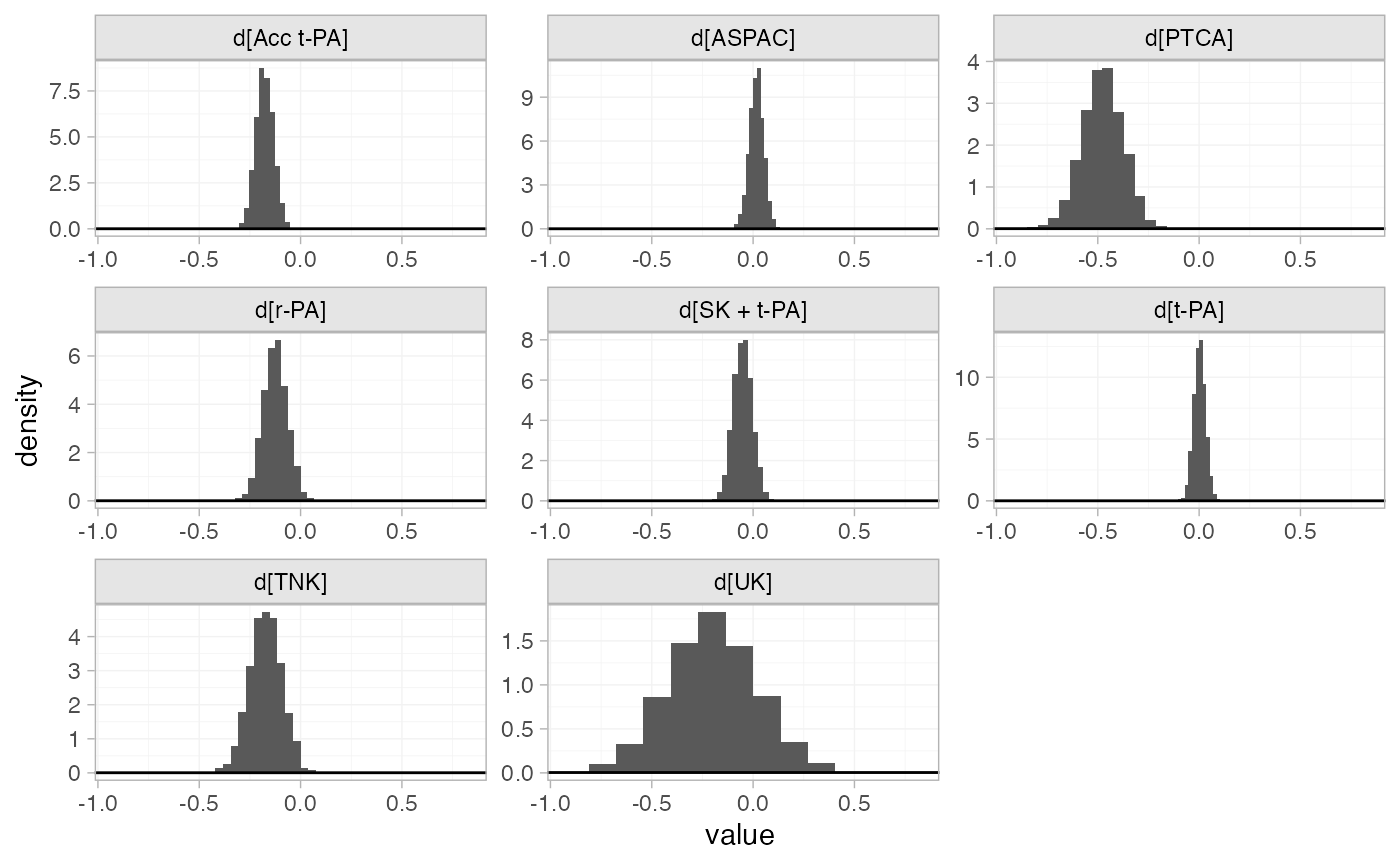 d[Acc t-PA] d[ASPAC] d[PTCA]
7.5 5.0 2.5 0.0
9 6 3 0
4 3 2 1 0
-1.0 -0.5 0.0 0.5 -1.0 -0.5 0.0 0.5 -1.0 -0.5 0.0 0.5
d[r-PA] d[SK + t-PA] d[t-PA]
density
6 4 2 0
8 6 4 2 0
10 5 0
-1.0 -0.5 0.0 0.5 -1.0 -0.5 0.0 0.5 -1.0 -0.5 0.0 0.5
d[TNK] d[UK]
4 3 2 1 0
1.5 1.0 0.5 0.0
-1.0 -0.5 0.0 0.5 -1.0 -0.5 0.0 0.5
value